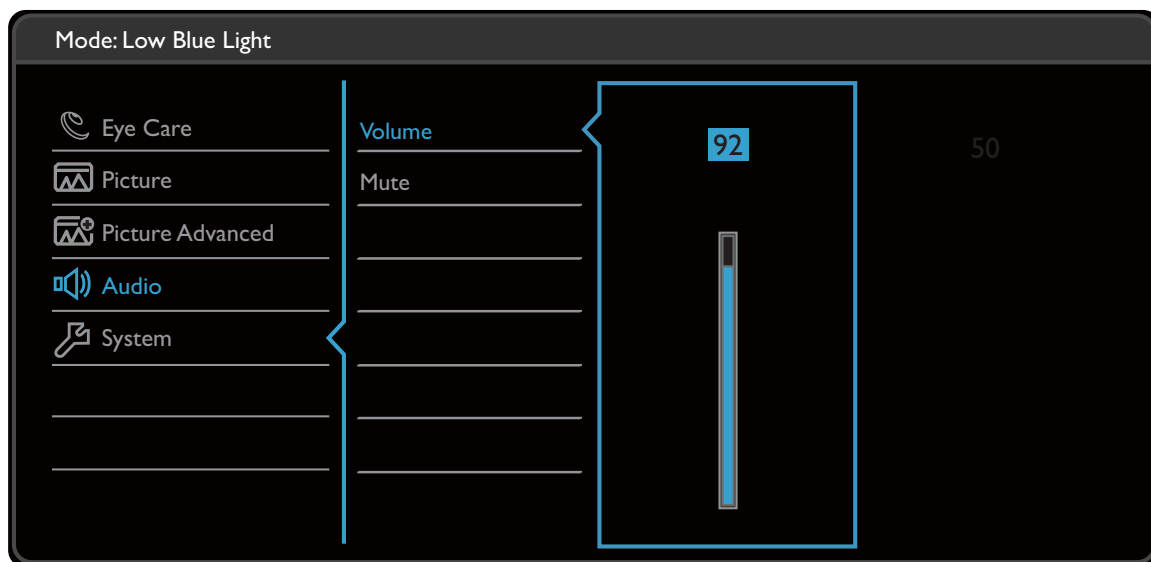 Mode: Low Blue Light
Eye Care
Picture
Picture Advanced
Audio
System
Volume
Mute
92
50